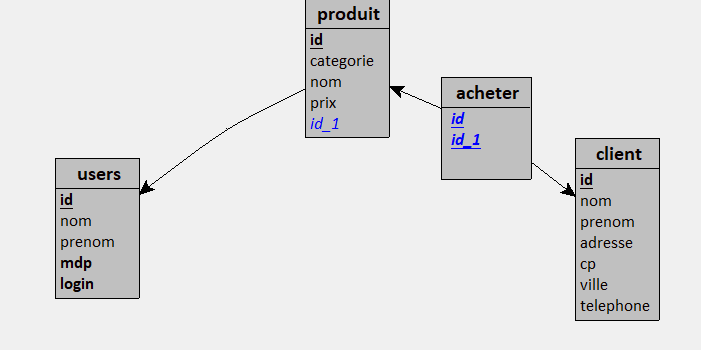 produit
id
categorie
nom
prix
id_1
acheter
id
id_1
client
id
nom
prenom
adresse
cp
ville
telephone
users
id
nom
prenom
mdp
login